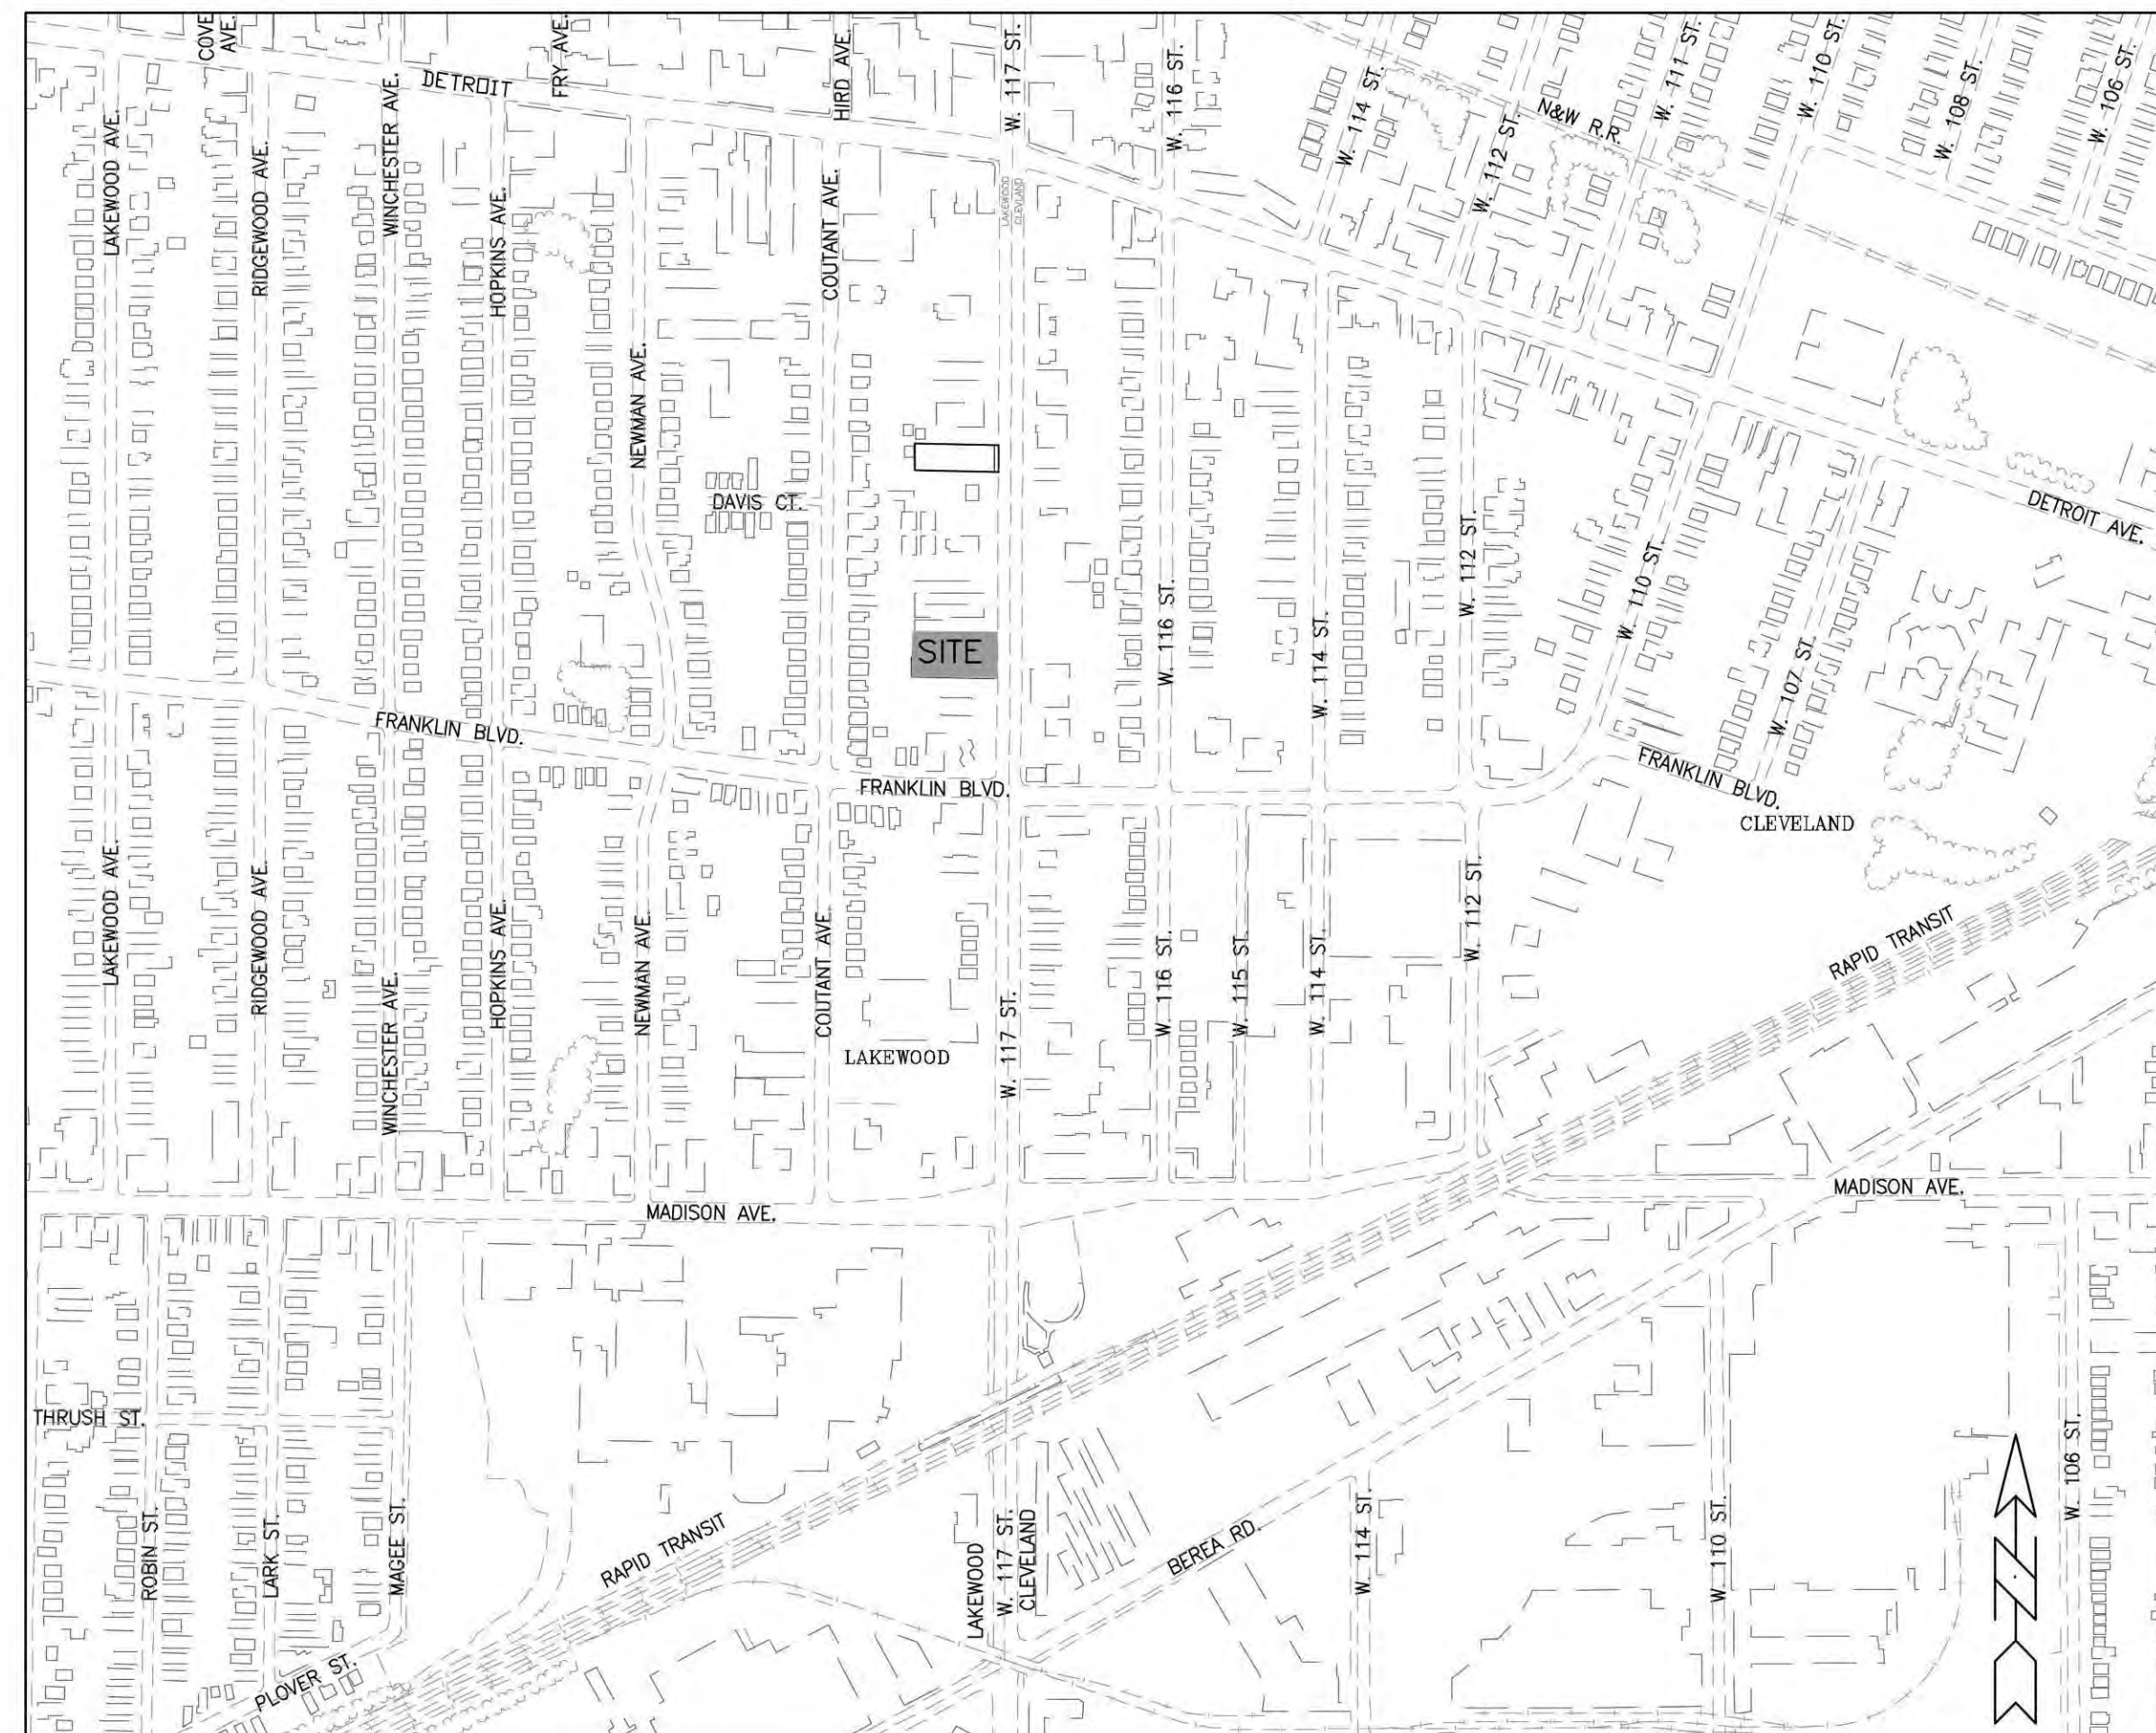 COVE
AVE.
FRY AVE.
HIRD AVE.
W. 117 ST.
W. 116 ST.
W. 114 ST.
W. 112 ST.
N&W R.R.
W. 111 ST.
W. 110 ST.
W. 108 ST.
W. 106 ST.
DETROIT
LAKEWOOD AVE.
RIDGEWOOD AVE.
WINCHESTER AVE.
HOPKINS AVE.
NEWMAN AVE.
COUTANT AVE.
LAKEWOOD
CLEVLAND
DAVIS CT.
DETROIT AVE.
W. 116 ST.
W. 114 ST.
W. 112 ST.
W. 110 ST.
W. 107 ST.
SITE
FRANKLIN BLVD.
FRANKLIN BLVD.
FRANKLIN BLVD.
CLEVELAND
LAKEWOOD AVE.
RIDGEWOOD AVE.
WINCHESTER AVE.
HOPKINS AVE.
NEWMAN AVE.
COUTANT AVE.
LAKEWOOD
W. 117 ST.
W. 116 ST.
W. 115 ST.
W. 114 ST.
W. 112 ST.
RAPID TRANSIT
MADISON AVE.
MADISON AVE.
THRUSH ST.
ROBIN ST.
LARK ST.
MAGEE ST.
PLOVER ST.
RAPID TRANSIT
LAKEWOOD
W. 117 ST.
CLEVELAND
BEREA RD.
W. 114 ST.
W. 110 ST.
W. 106 ST.
N